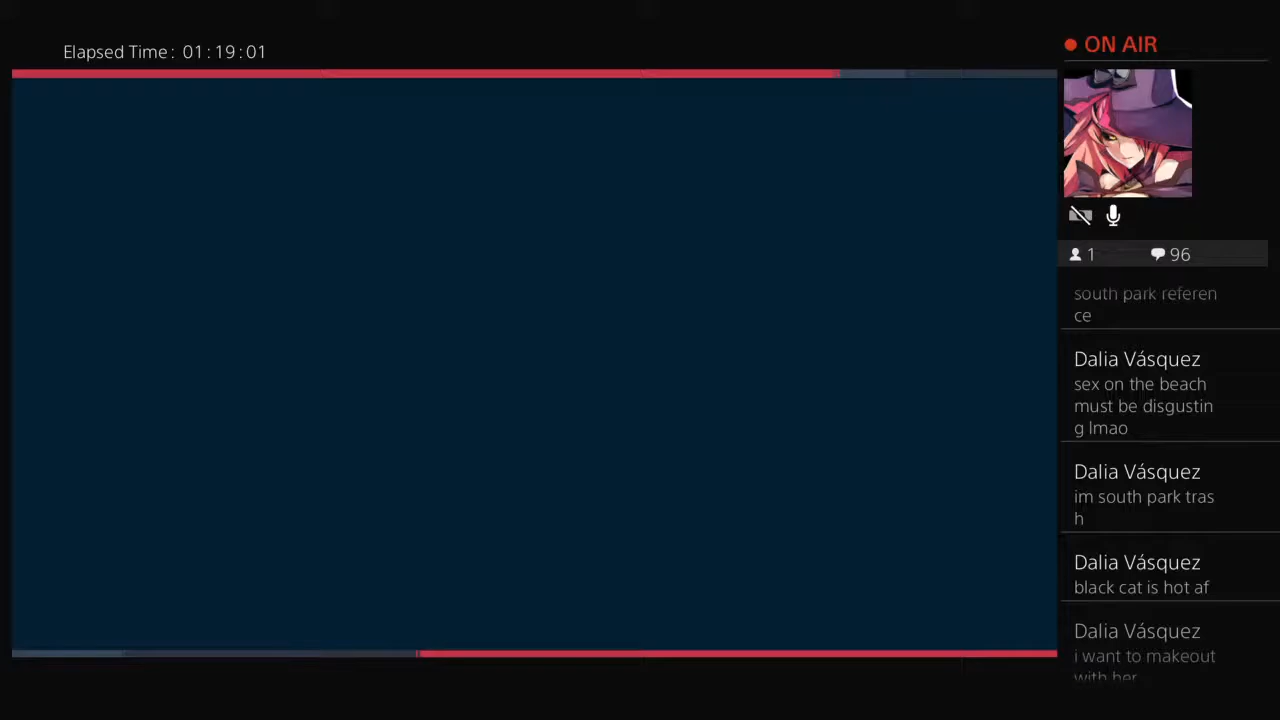 Elapsed Time: 01:19:01
ON AIR
1 96
south park referen
ce
Dalia Vásquez
sex on the beach
must be disgustin
g lmao
Dalia Vásquez
im south park tras
h
Dalia Vásquez
black cat is hot af
Dalia Vásquez
i want to makeout
with her